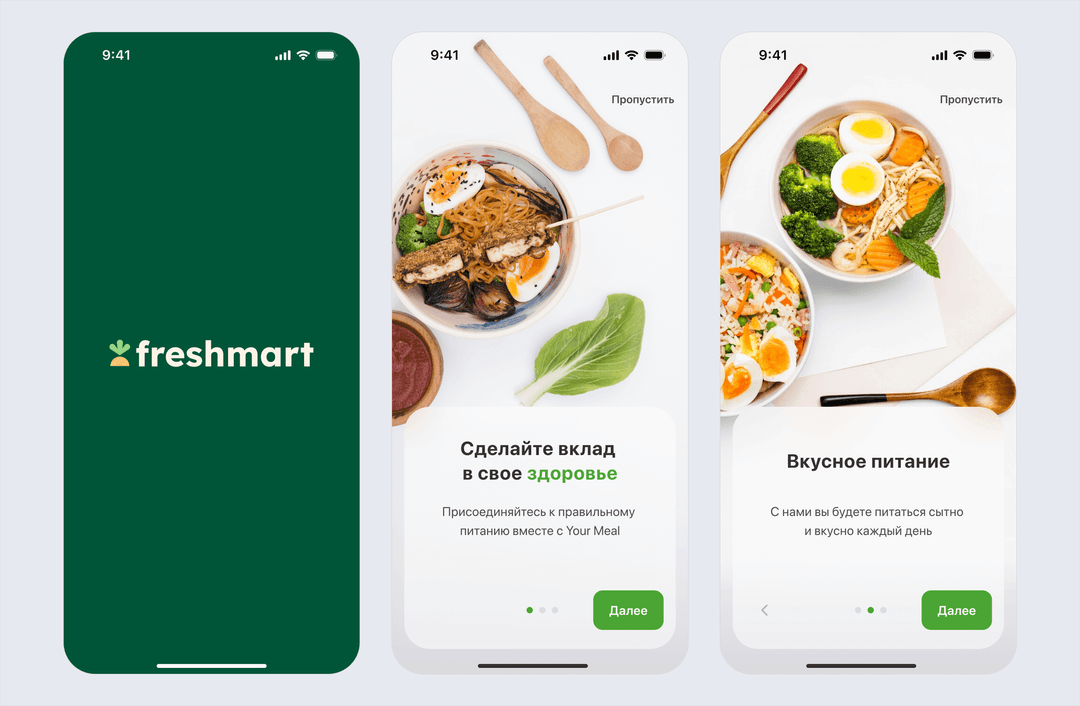 9:41
freshmart
9:41
Пропустить
Сделайте вклад
в свое здоровье
Присоединяйтесь к правильному
питанию вместе с Your Meal
Далее
9:41
Пропустить
Вкусное питание
С нами вы будете питаться сытно
и вкусно каждый день
Далее